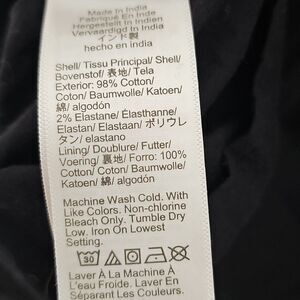 Made In India
Fabriqué En Inde
Hergestellt In Indien
Vervaardigd In India
インド製
hecho en india
Shell/ Tissu Principal/ Shell/
Bovenstof/ 表地/ Tela
Exterior: 98% Cotton/
Coton/ Baumwolle/ Katoen/
綿/ algodón
2% Elastane/ Élasthanne/
Elastan/ Elastaan/ ポリウレ
タン/ elastano
Lining/ Doublure/ Futter/
Voering/ 裏地/ Forro: 100%
Cotton/ Coton/ Baumwolle/
Katoen/ 綿/ algodón
Machine Wash Cold. With
Like Colors. Non-chlorine
Bleach Only. Tumble Dry
Low. Iron On Lowest
Setting.
30
Laver À La Machine À
L'eau Froide. Laver En
Séparant Les Couleurs.